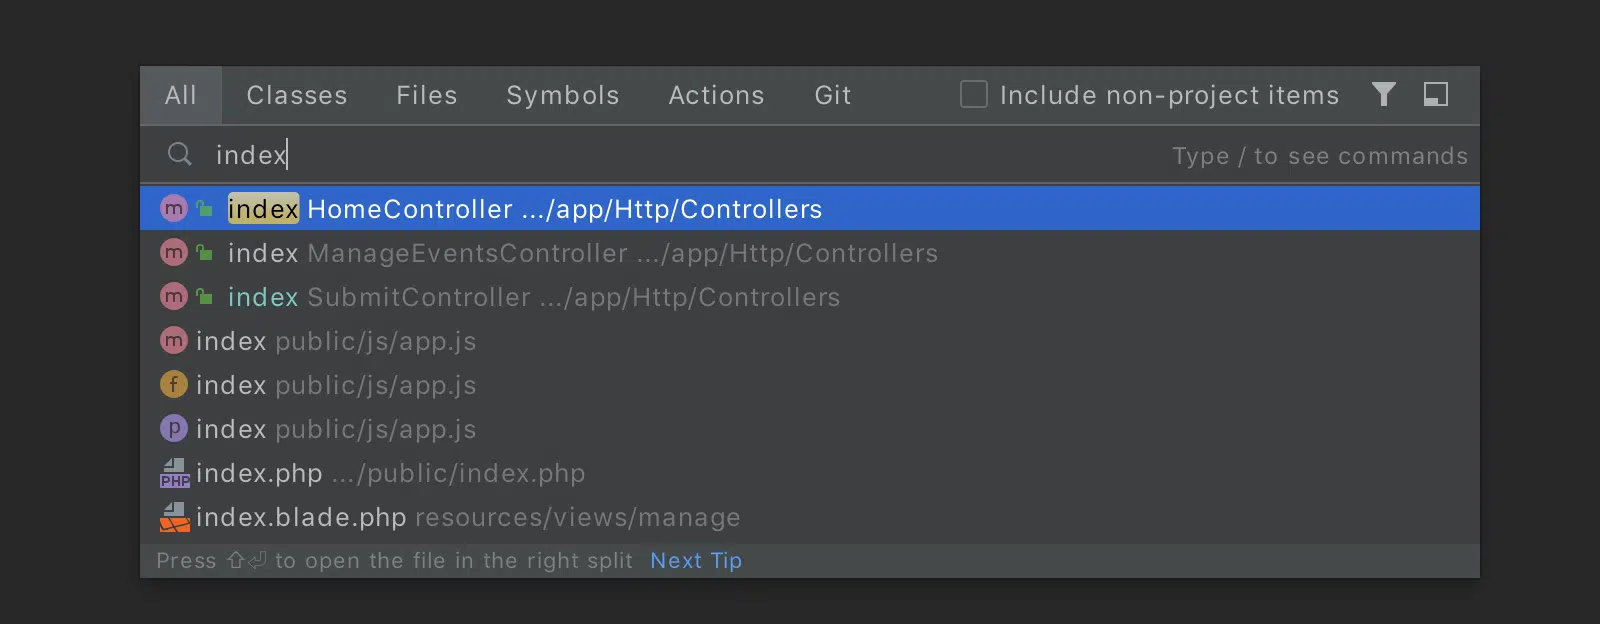 All Classes Files Symbols Actions Git Include non-project items
index Type / to see commands
m index HomeController .../app/Http/Controllers
m index ManageEventsController .../app/Http/Controllers
m index SubmitController .../app/Http/Controllers
m index public/js/app.js
f index public/js/app.js
p index public/js/app.js
PHP index.php .../public/index.php
index.blade.php resources/views/manage
Press ⇧⏎ to open the file in the right split Next Tip